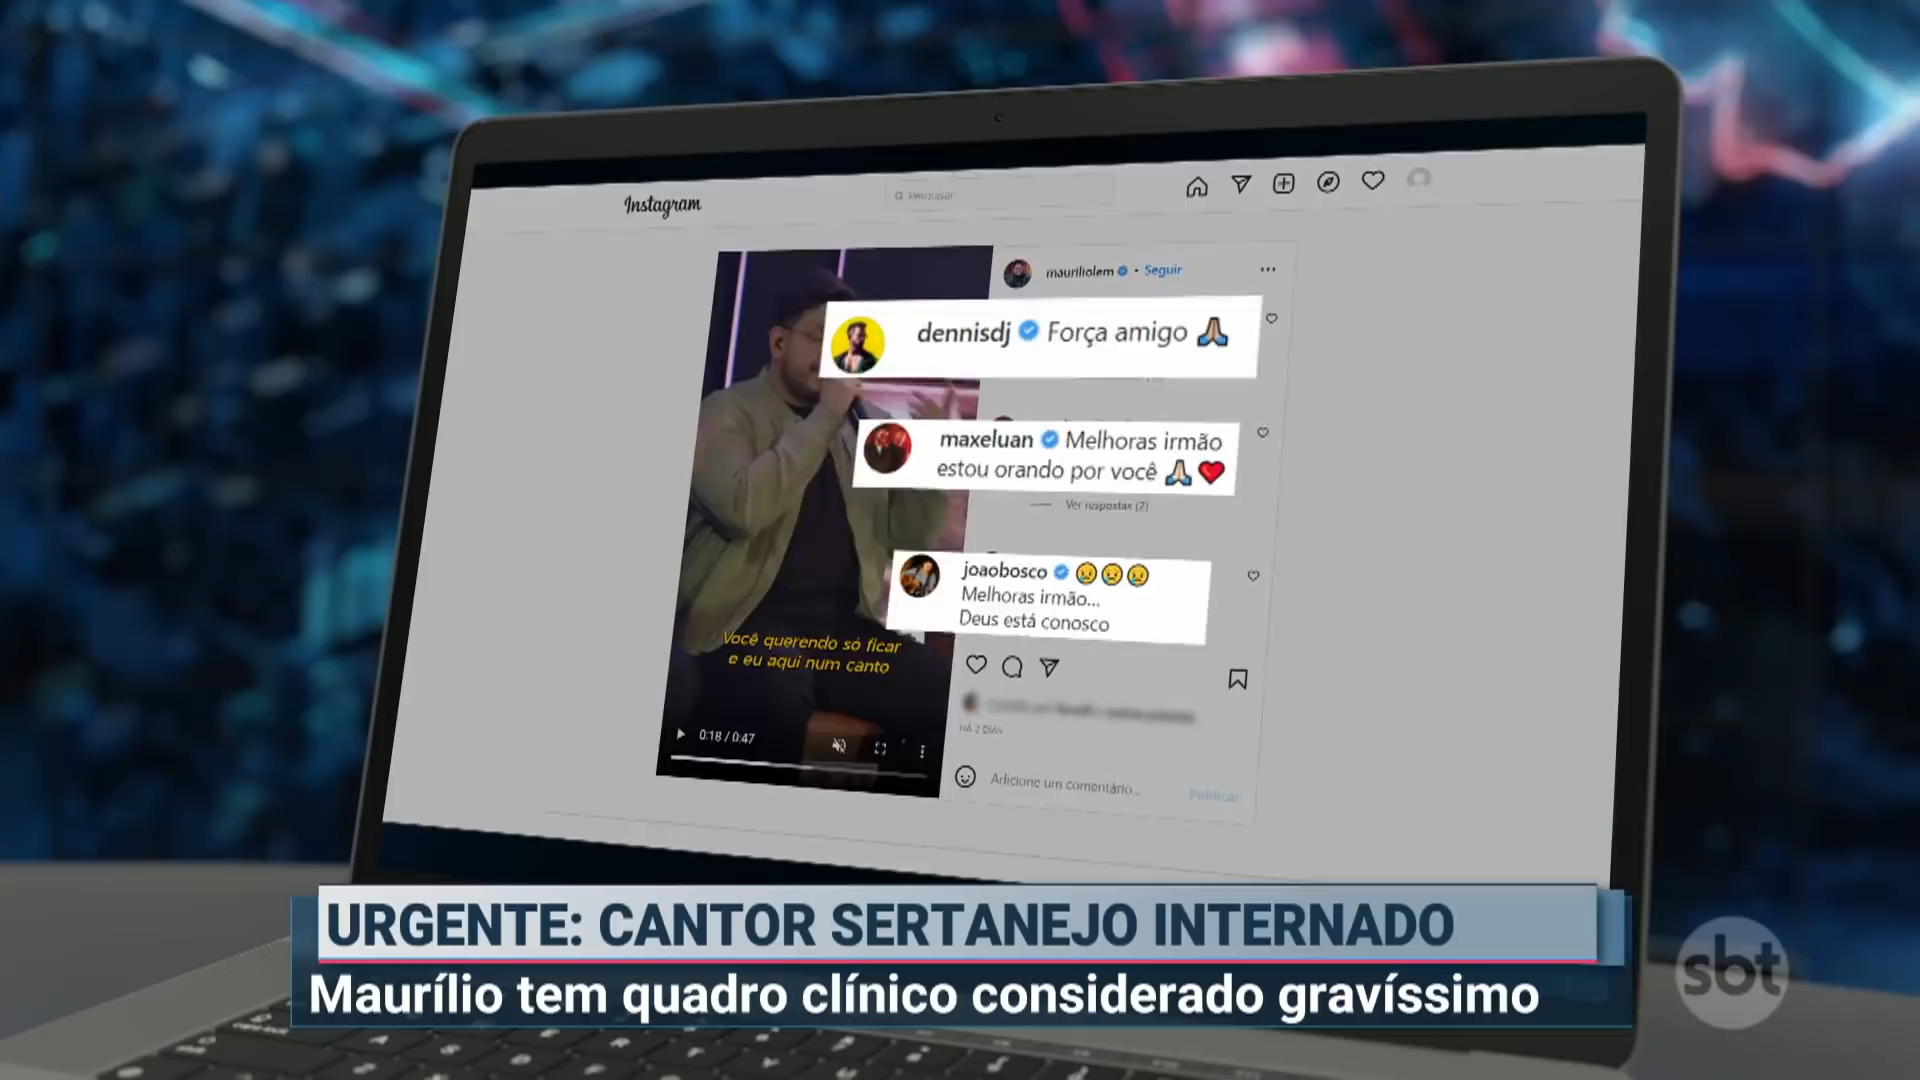 Instagram
Pesquisar
mauriliolem • Seguir
dennisdj Força amigo 🙏🏼
maxeluan Melhoras irmão
estou orando por você 🙏🏼❤️
Ver respostas (2)
joaobosco 😢😢😢
Melhoras irmão...
Deus está conosco
Você querendo só ficar
e eu aqui num canto
0:18 / 0:47
HÁ 2 DIAS
Adicione um comentário...
Publicar
URGENTE: CANTOR SERTANEJO INTERNADO
Maurílio tem quadro clínico considerado gravíssimo
sbt